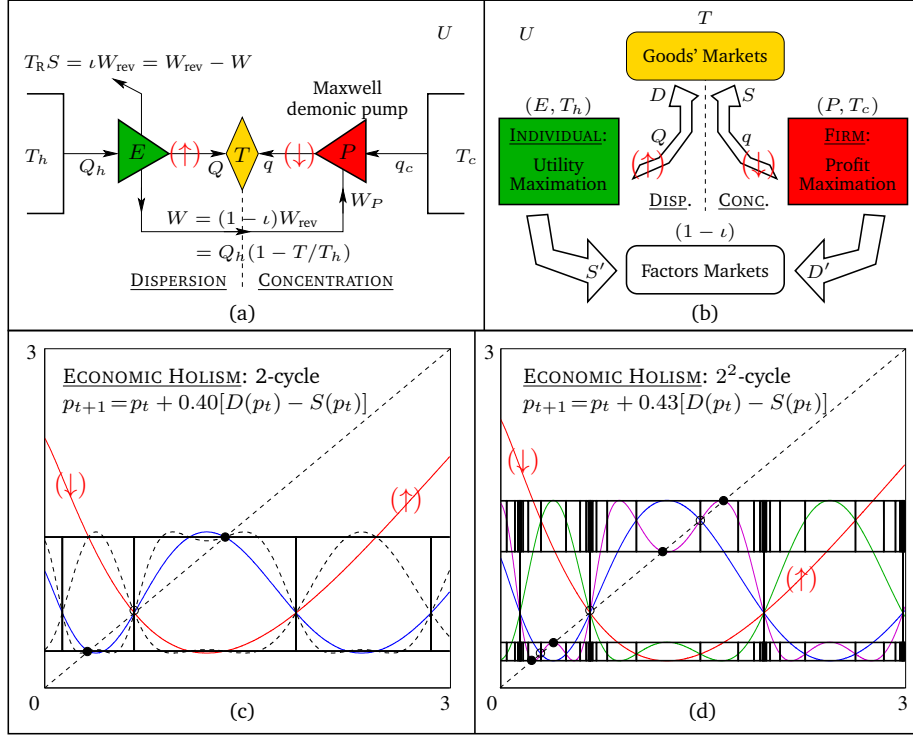 U
T_R S = ιW_rev = W_rev − W
Maxwell
demonic pump
T_h
Q_h
E
(↑)
Q
T
q
(↓)
P
q_c
T_c
W_P
W = (1 − ι)W_rev
= Q_h(1 − T/T_h)
DISPERSION
CONCENTRATION
(a)
U
T
Goods' Markets
D
S
(E, T_h)
(P, T_c)
INDIVIDUAL:
Utility
Maximation
Q
(↑)
q
(↓)
FIRM:
Profit
Maximation
DISP.
CONC.
(1 − ι)
S′
Factors Markets
D′
(b)
3
ECONOMIC HOLISM: 2-cycle
p_{t+1} = p_t + 0.40[D(p_t) − S(p_t)]
(↓)
(↑)
0
(c)
3
3
ECONOMIC HOLISM: 2²-cycle
p_{t+1} = p_t + 0.43[D(p_t) − S(p_t)]
(↓)
(↑)
0
(d)
3